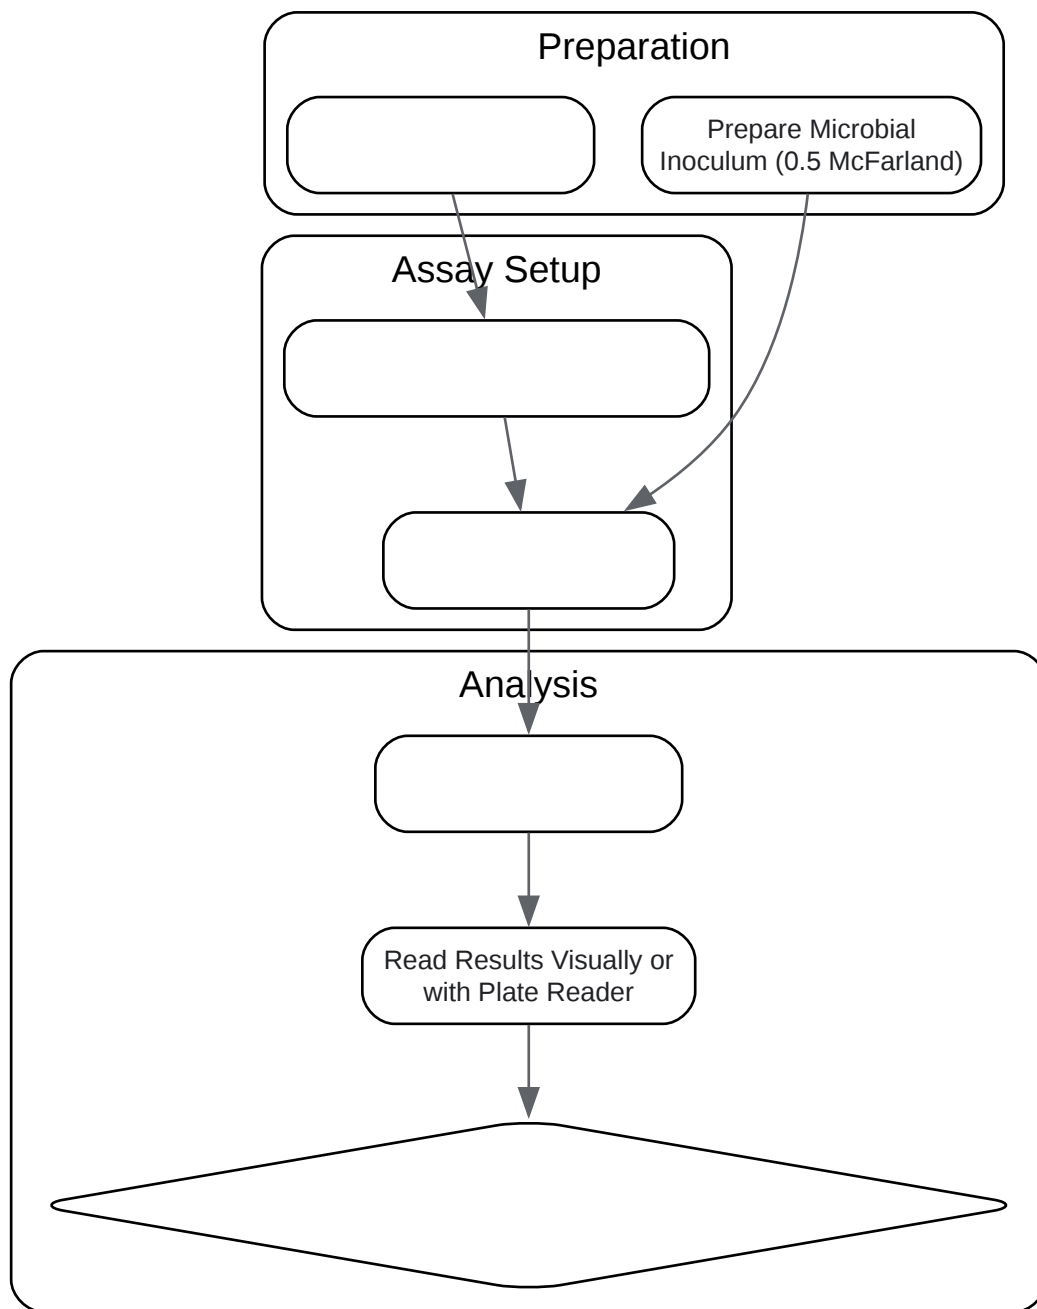 Preparation
Prepare Microbial
Inoculum (0.5 McFarland)
Assay Setup
Analysis
Read Results Visually or
with Plate Reader